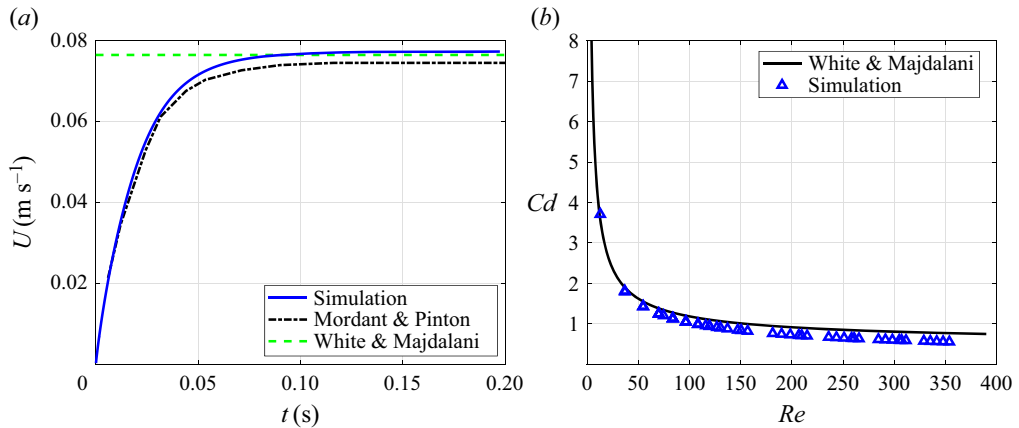 (a)
0.08
0.06
0.04
0.02
0
0.05
0.10
0.15
0.20
U (m s⁻¹)
t (s)
Simulation
Mordant & Pinton
White & Majdalani
(b)
8
7
6
5
4
3
2
1
0
50
100
150
200
250
300
350
400
Cd
Re
White & Majdalani
Simulation